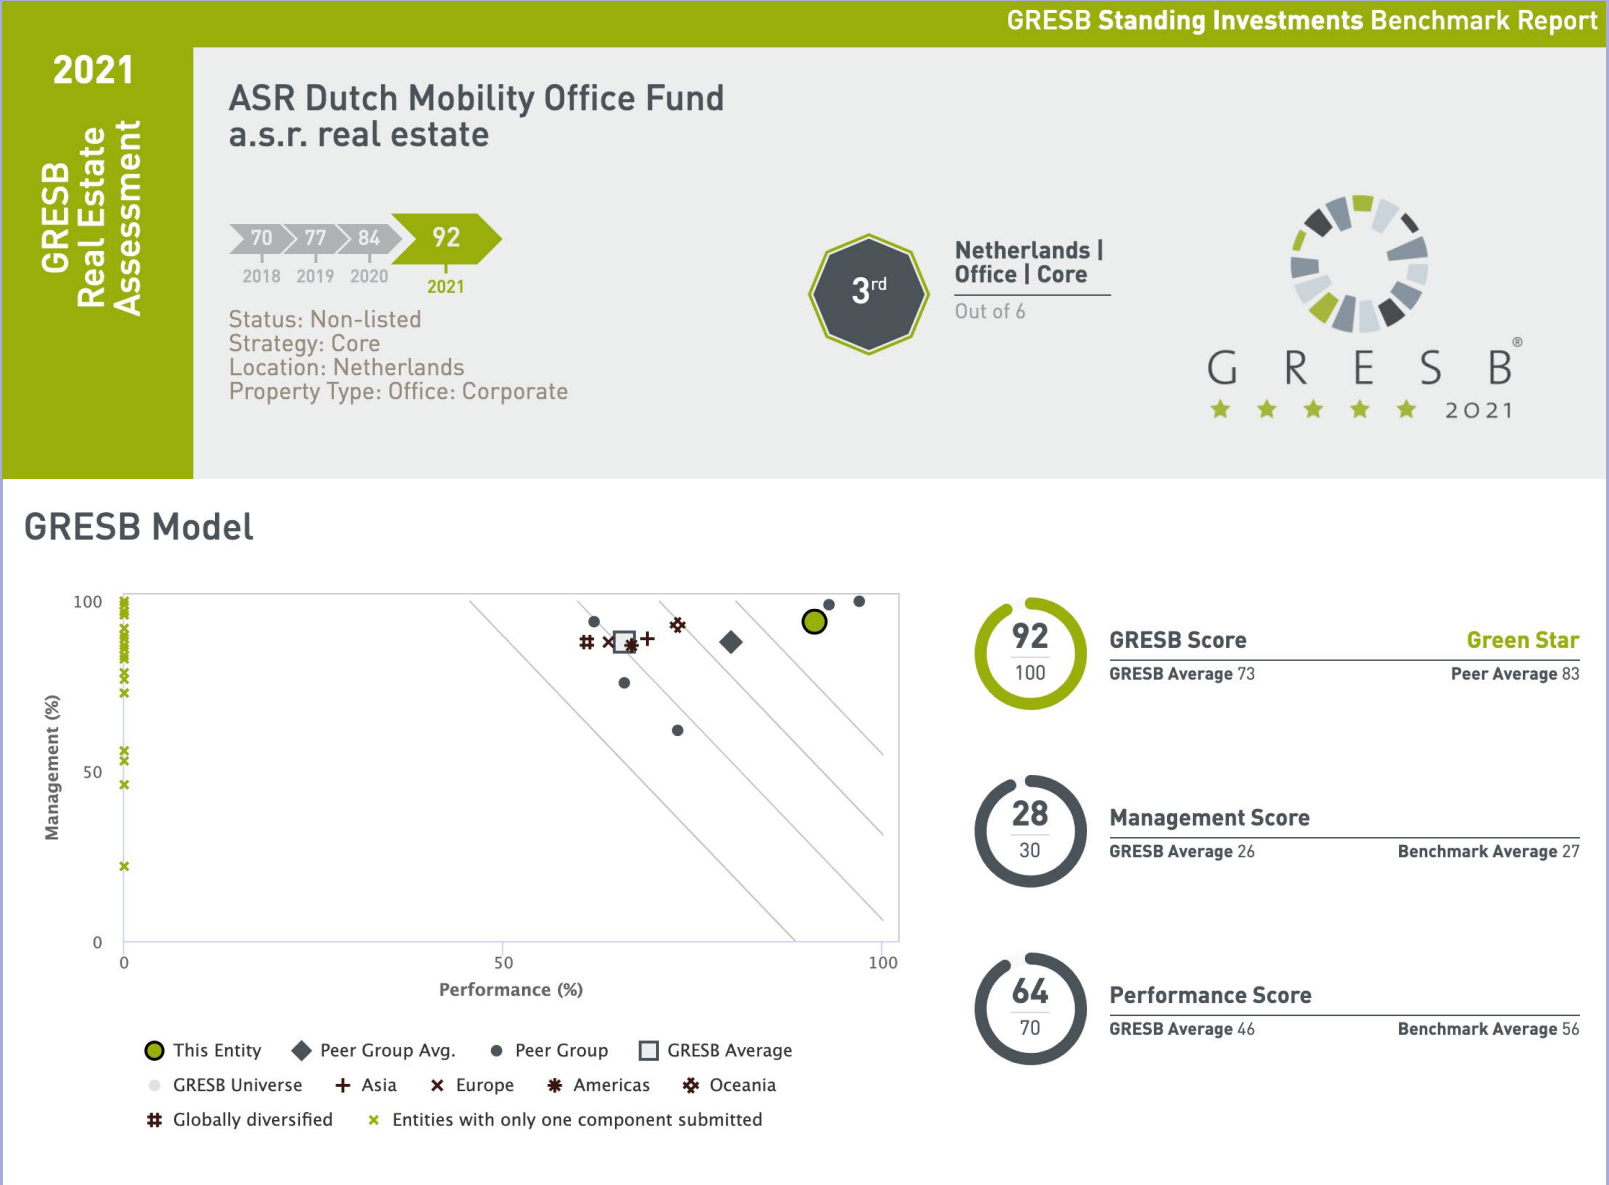 GRESB Standing Investments Benchmark Report
2021
GRESB
Real Estate
Assessment
ASR Dutch Mobility Office Fund
a.s.r. real estate
70 77 84 92
2018 2019 2020 2021
Status: Non-listed
Strategy: Core
Location: Netherlands
Property Type: Office: Corporate
3rd
Netherlands |
Office | Core
Out of 6
G R E S B®
2021
GRESB Model
100
50
0
Management (%)
0 50 100
Performance (%)
This Entity Peer Group Avg. Peer Group GRESB Average
GRESB Universe Asia Europe Americas Oceania
Globally diversified Entities with only one component submitted
92
100
GRESB Score Green Star
GRESB Average 73 Peer Average 83
28
30
Management Score
GRESB Average 26 Benchmark Average 27
64
70
Performance Score
GRESB Average 46 Benchmark Average 56